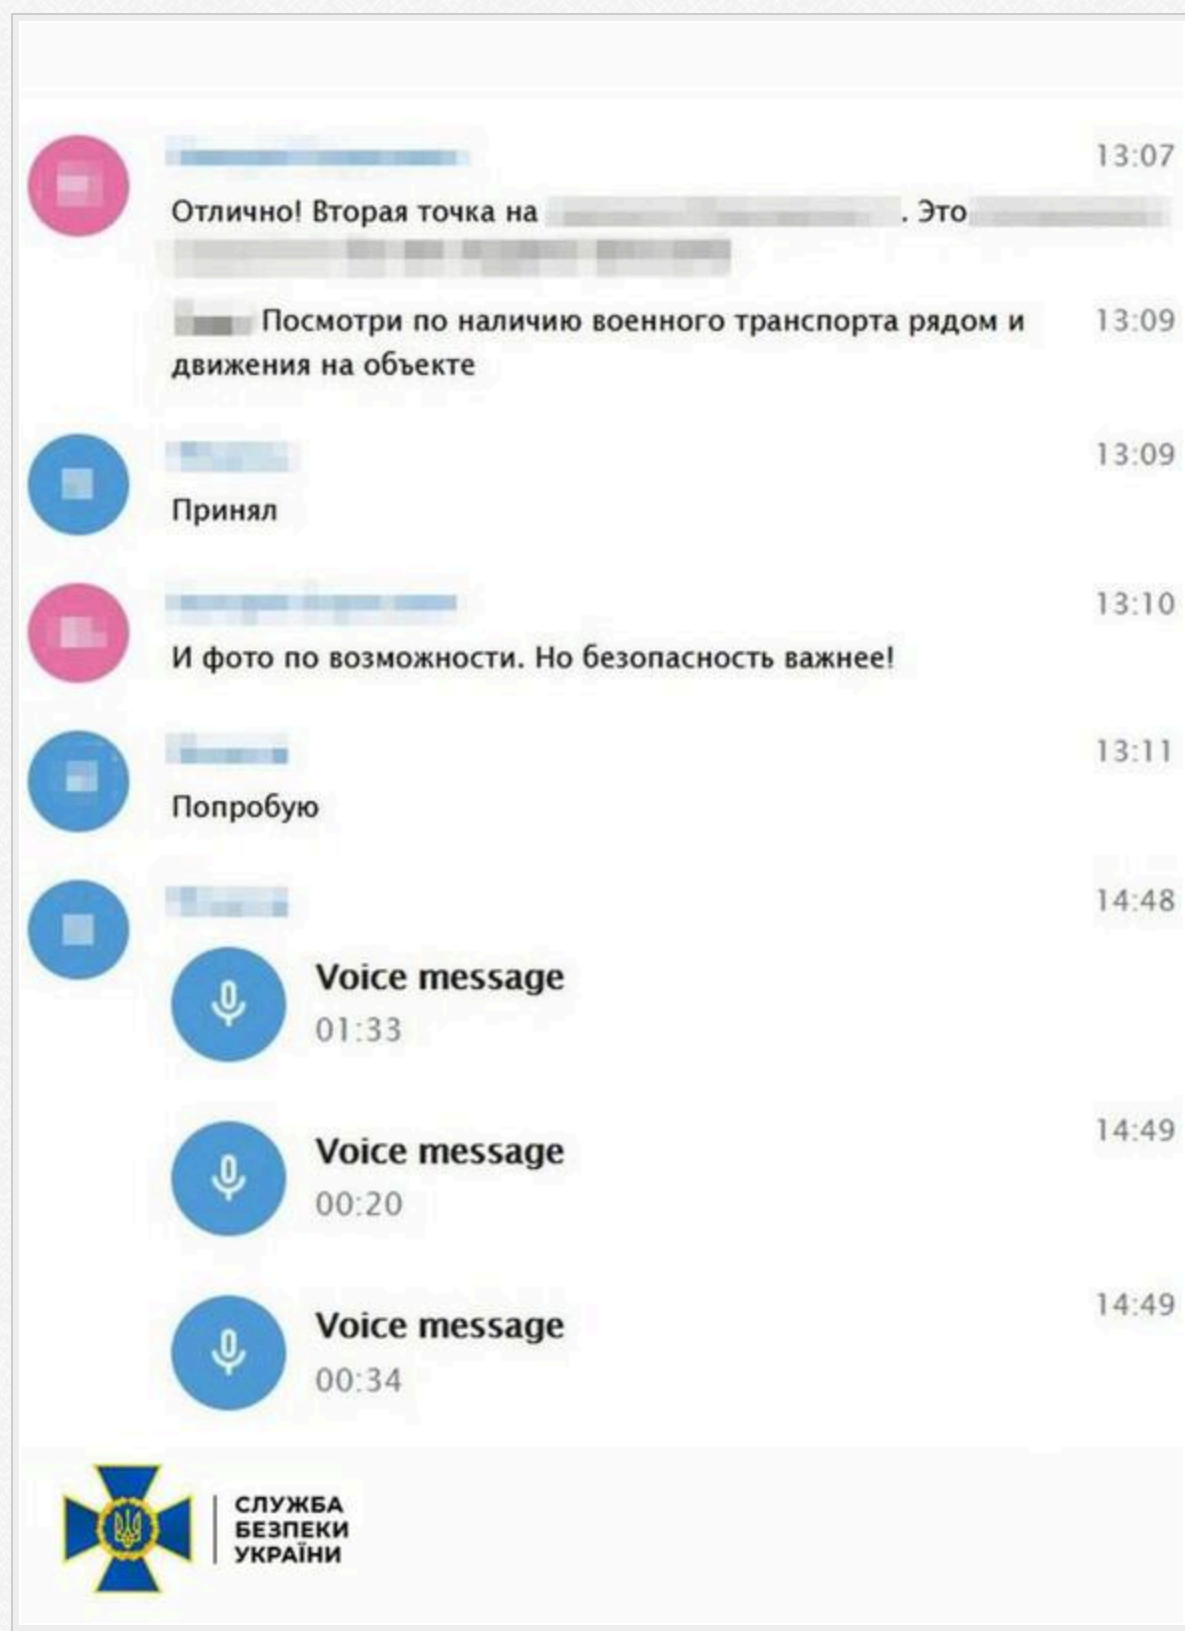 13:07
Отлично! Вторая точка на . Это
Посмотри по наличию военного транспорта рядом и
13:09
движения на объекте
13:09
Принял
13:10
И фото по возможности. Но безопасность важнее!
13:11
Попробую
14:48
Voice message
01:33
14:49
Voice message
00:20
14:49
Voice message
00:34
СЛУЖБА
БЕЗПЕКИ
УКРАЇНИ